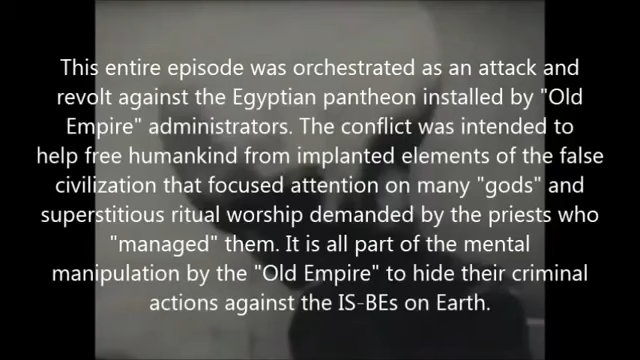 This entire episode was orchestrated as an attack and
revolt against the Egyptian pantheon installed by "Old
Empire" administrators. The conflict was intended to
help free humankind from implanted elements of the false
civilization that focused attention on many "gods" and
superstitious ritual worship demanded by the priests who
"managed" them. It is all part of the mental
manipulation by the "Old Empire" to hide their criminal
actions against the IS-BEs on Earth.